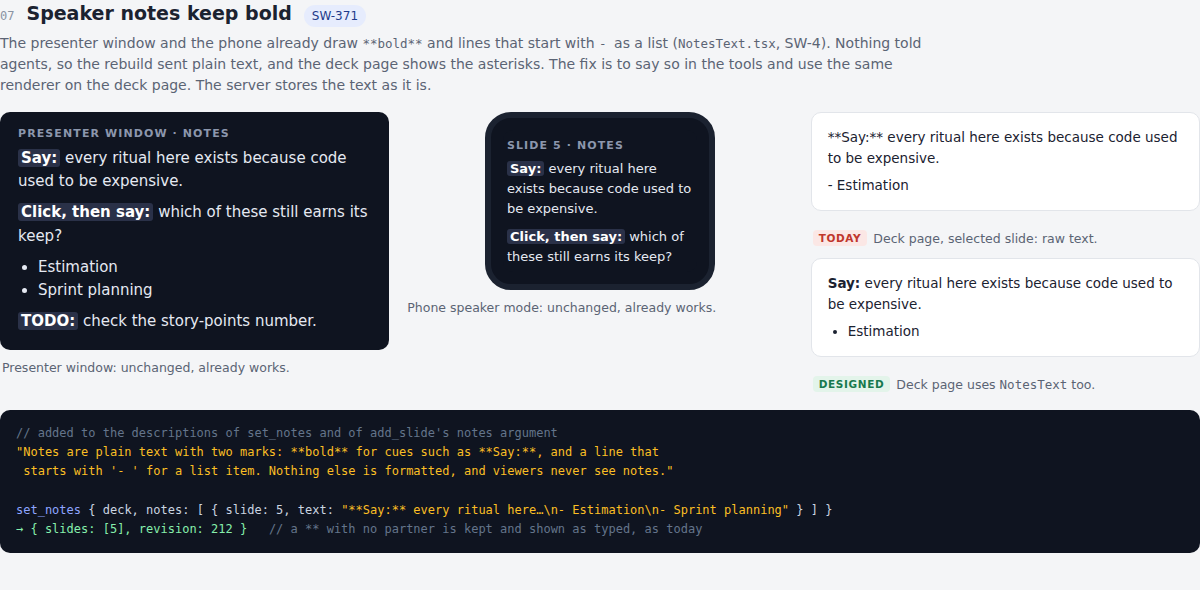 07 Speaker notes keep bold SW-371
The presenter window and the phone already draw **bold** and lines that start with - as a list (NotesText.tsx, SW-4). Nothing told
agents, so the rebuild sent plain text, and the deck page shows the asterisks. The fix is to say so in the tools and use the same
renderer on the deck page. The server stores the text as it is.
PRESENTER WINDOW · NOTES
Say: every ritual here exists because code
used to be expensive.
Click, then say: which of these still earns its
keep?
• Estimation
• Sprint planning
TODO: check the story-points number.
Presenter window: unchanged, already works.
SLIDE 5 · NOTES
Say: every ritual here
exists because code used to
be expensive.
Click, then say: which of
these still earns its keep?
Phone speaker mode: unchanged, already works.
**Say:** every ritual here exists because code used
to be expensive.
- Estimation
TODAY Deck page, selected slide: raw text.
Say: every ritual here exists because code used to
be expensive.
• Estimation
DESIGNED Deck page uses NotesText too.
// added to the descriptions of set_notes and of add_slide's notes argument
"Notes are plain text with two marks: **bold** for cues such as **Say:**, and a line that
starts with '- ' for a list item. Nothing else is formatted, and viewers never see notes."
set_notes { deck, notes: [ { slide: 5, text: "**Say:** every ritual here…\n- Estimation\n- Sprint planning" } ] }
→ { slides: [5], revision: 212 } // a ** with no partner is kept and shown as typed, as today